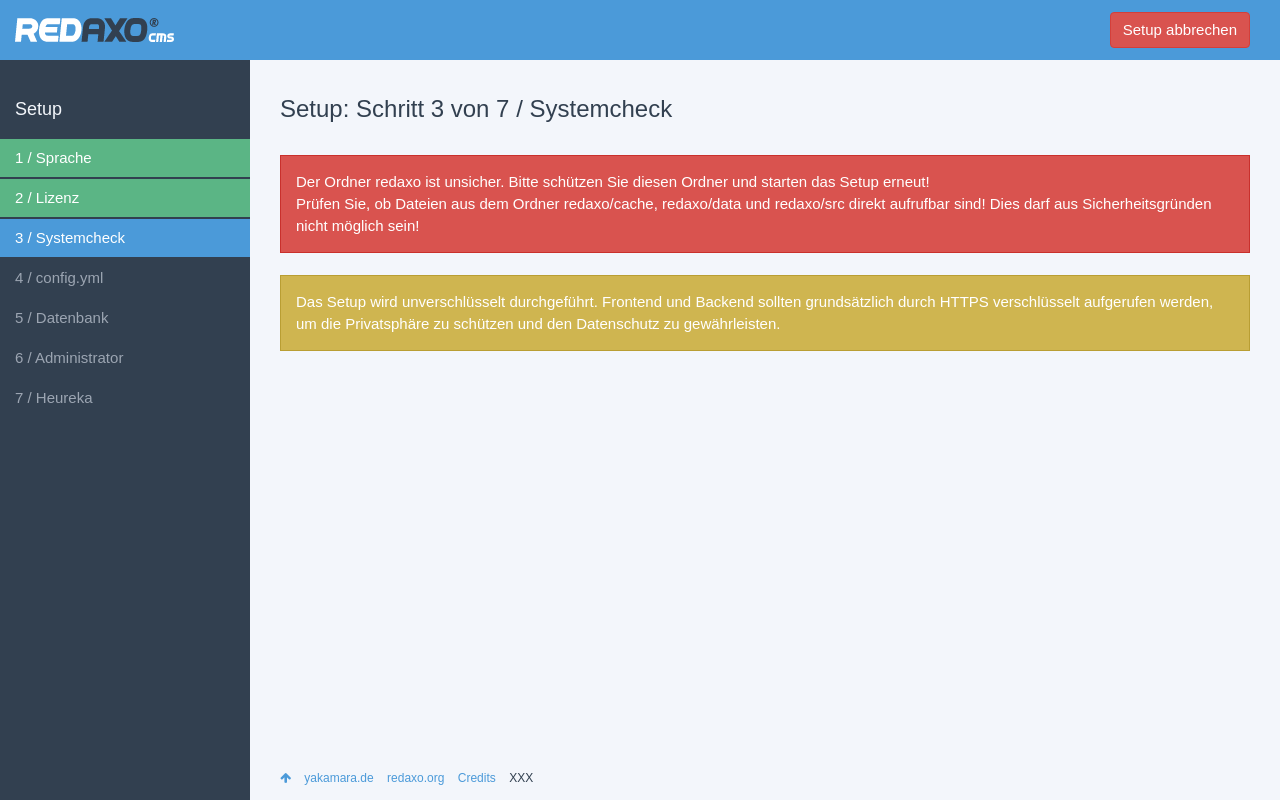 REDAXO® cms
Setup abbrechen
Setup
1 / Sprache
2 / Lizenz
3 / Systemcheck
4 / config.yml
5 / Datenbank
6 / Administrator
7 / Heureka
Setup: Schritt 3 von 7 / Systemcheck
Der Ordner redaxo ist unsicher. Bitte schützen Sie diesen Ordner und starten das Setup erneut!
Prüfen Sie, ob Dateien aus dem Ordner redaxo/cache, redaxo/data und redaxo/src direkt aufrufbar sind! Dies darf aus Sicherheitsgründen
nicht möglich sein!
Das Setup wird unverschlüsselt durchgeführt. Frontend und Backend sollten grundsätzlich durch HTTPS verschlüsselt aufgerufen werden,
um die Privatsphäre zu schützen und den Datenschutz zu gewährleisten.
yakamara.de redaxo.org Credits XXX